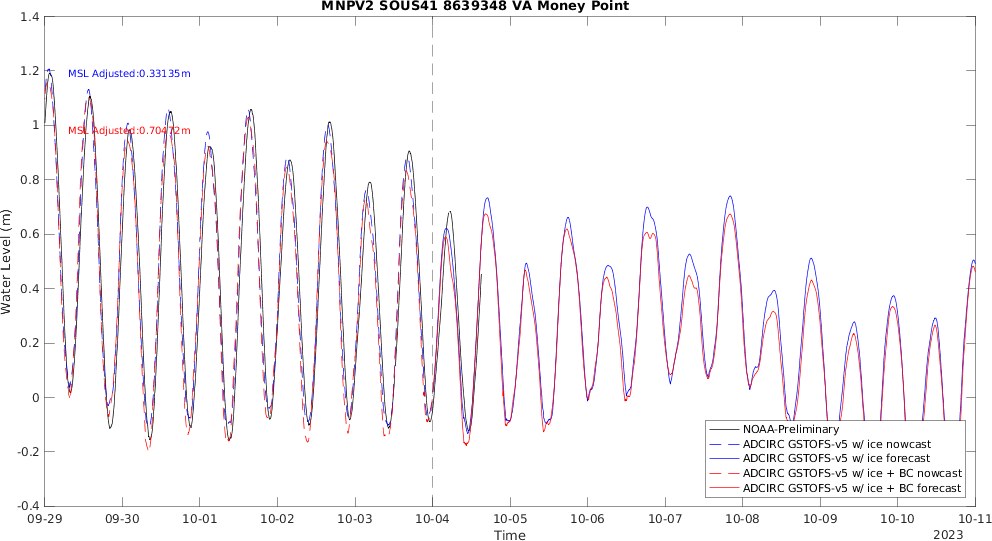 MNPV2 SOUS41 8639348 VA Money Point
1.4
1.2
1
0.8
0.6
0.4
0.2
0
-0.2
-0.4
Water Level (m)
MSL Adjusted:0.33135m
MSL Adjusted:0.70472m
NOAA-Preliminary
ADCIRC GSTOFS-v5 w/ ice nowcast
ADCIRC GSTOFS-v5 w/ ice forecast
ADCIRC GSTOFS-v5 w/ ice + BC nowcast
ADCIRC GSTOFS-v5 w/ ice + BC forecast
09-29 09-30 10-01 10-02 10-03 10-04 10-05 10-06 10-07 10-08 10-09 10-10 10-11
Time
2023